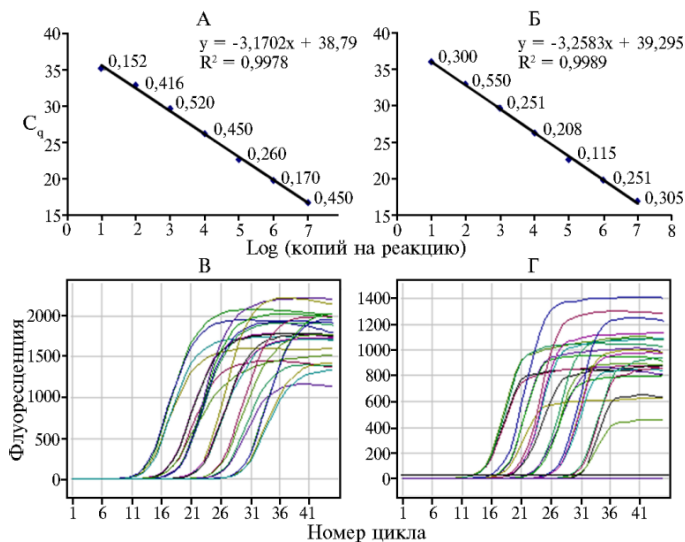 А
y = -3,1702x + 38,79
R² = 0,9978
40
35
30
25
20
15
C_q
0,152
0,416
0,520
0,450
0,260
0,170
0,450
0 1 2 3 4 5 6 7 8
Б
y = -3,2583x + 39,295
R² = 0,9989
40
35
30
25
20
15
0,300
0,550
0,251
0,208
0,115
0,251
0,305
0 1 2 3 4 5 6 7 8
Log (копий на реакцию)
В
2000
1500
1000
500
0
Флуоресценция
1 6 11 16 21 26 31 36 41
Г
1400
1200
1000
800
600
400
200
0
1 6 11 16 21 26 31 36 41
Номер цикла